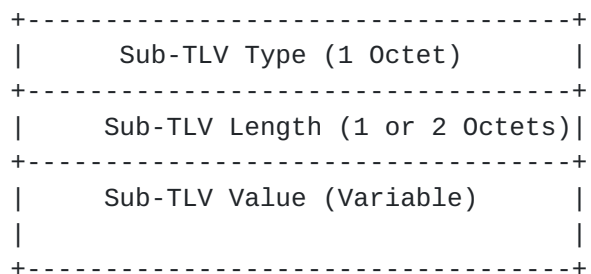 +-----------------------------------+
|      Sub-TLV Type (1 Octet)       |
+-----------------------------------+
|     Sub-TLV Length (1 or 2 Octets)|
+-----------------------------------+
|     Sub-TLV Value (Variable)      |
|                                   |
+-----------------------------------+